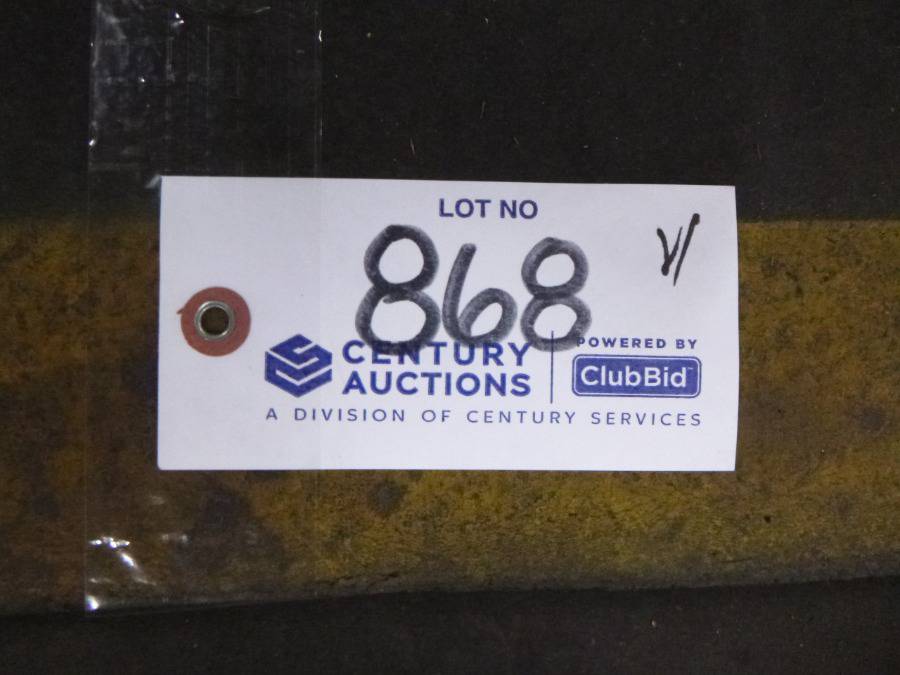 LOT NO
868
CENTURY AUCTIONS
POWERED BY
ClubBid
A DIVISION OF CENTURY SERVICES